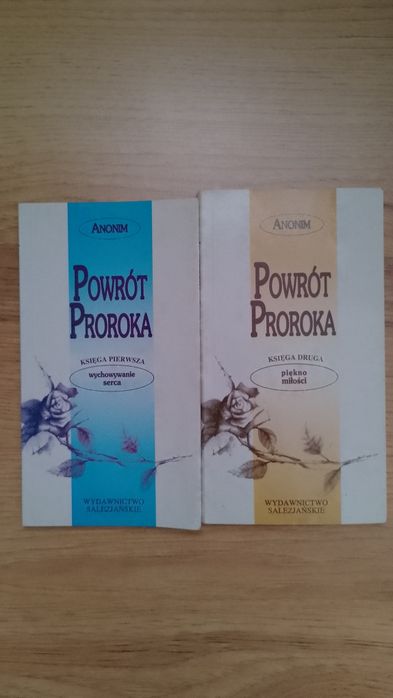 ANONIM
POWRÓT
PROROKA
KSIĘGA PIERWSZA
wychowywanie
serca
WYDAWNICTWO
SALEZJAŃSKIE
ANONIM
POWRÓT
PROROKA
KSIĘGA DRUGA
piękno
miłości
WYDAWNICTWO
SALEZJAŃSKIE